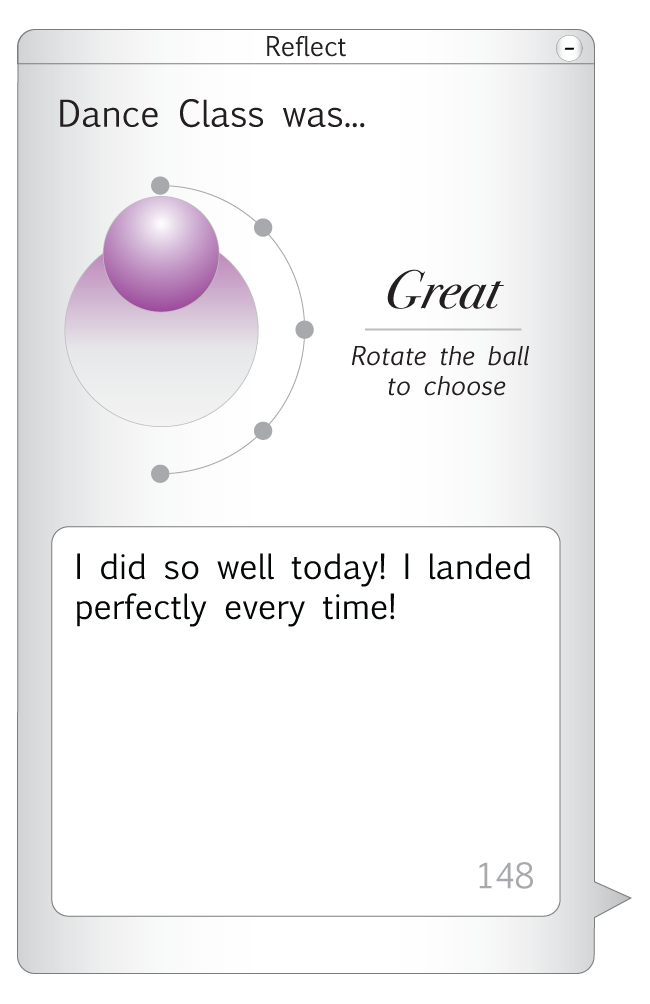 Reflect
-
Dance Class was...
Great
Rotate the ball
to choose
I did so well today! I landed
perfectly every time!
148